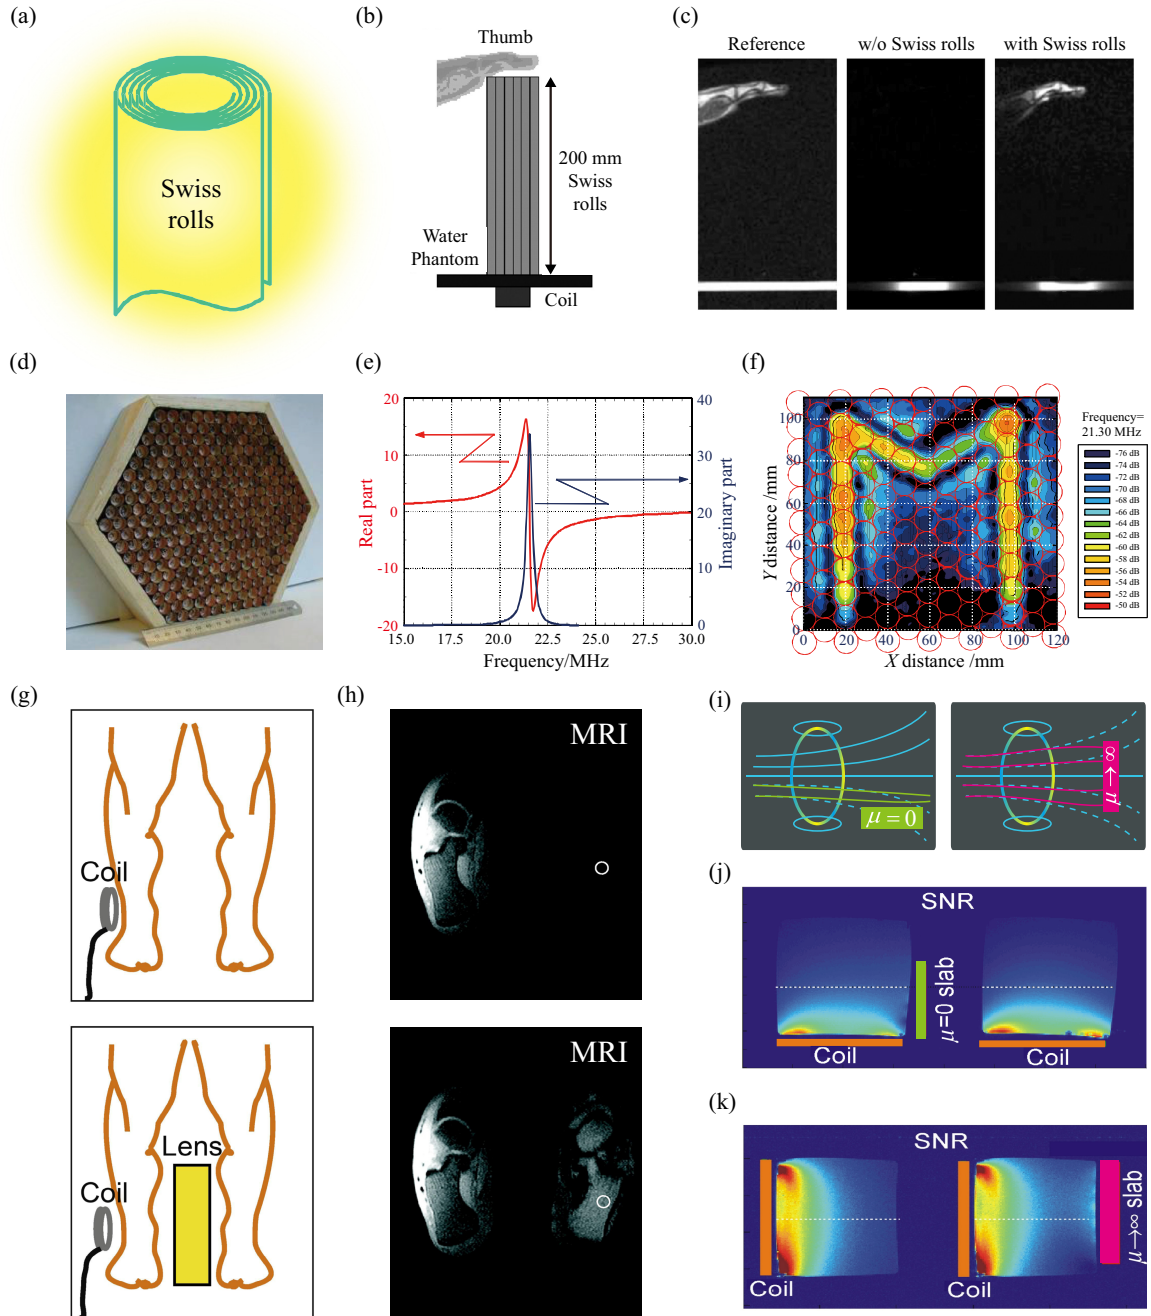 (a)
Swiss
rolls
(b)
Thumb
200 mm
Swiss
rolls
Water
Phantom
Coil
(c)
Reference
w/o Swiss rolls
with Swiss rolls
(d)
(e)
20
10
0
-10
-20
Real part
40
30
20
10
0
Imaginary part
15.0
17.5
20.0
22.5
25.0
27.5
30.0
Frequency/MHz
(f)
100
80
60
40
20
0
Y distance /mm
0
20
40
60
80
100
120
X distance /mm
Frequency=
21.30 MHz
-76 dB
-74 dB
-72 dB
-70 dB
-68 dB
-66 dB
-64 dB
-62 dB
-60 dB
-58 dB
-56 dB
-54 dB
-52 dB
-50 dB
(g)
Coil
Lens
Coil
(h)
MRI
MRI
(i)
μ = 0
μ → ∞
(j)
SNR
μ=0 slab
Coil
Coil
(k)
SNR
μ→∞ slab
Coil
Coil